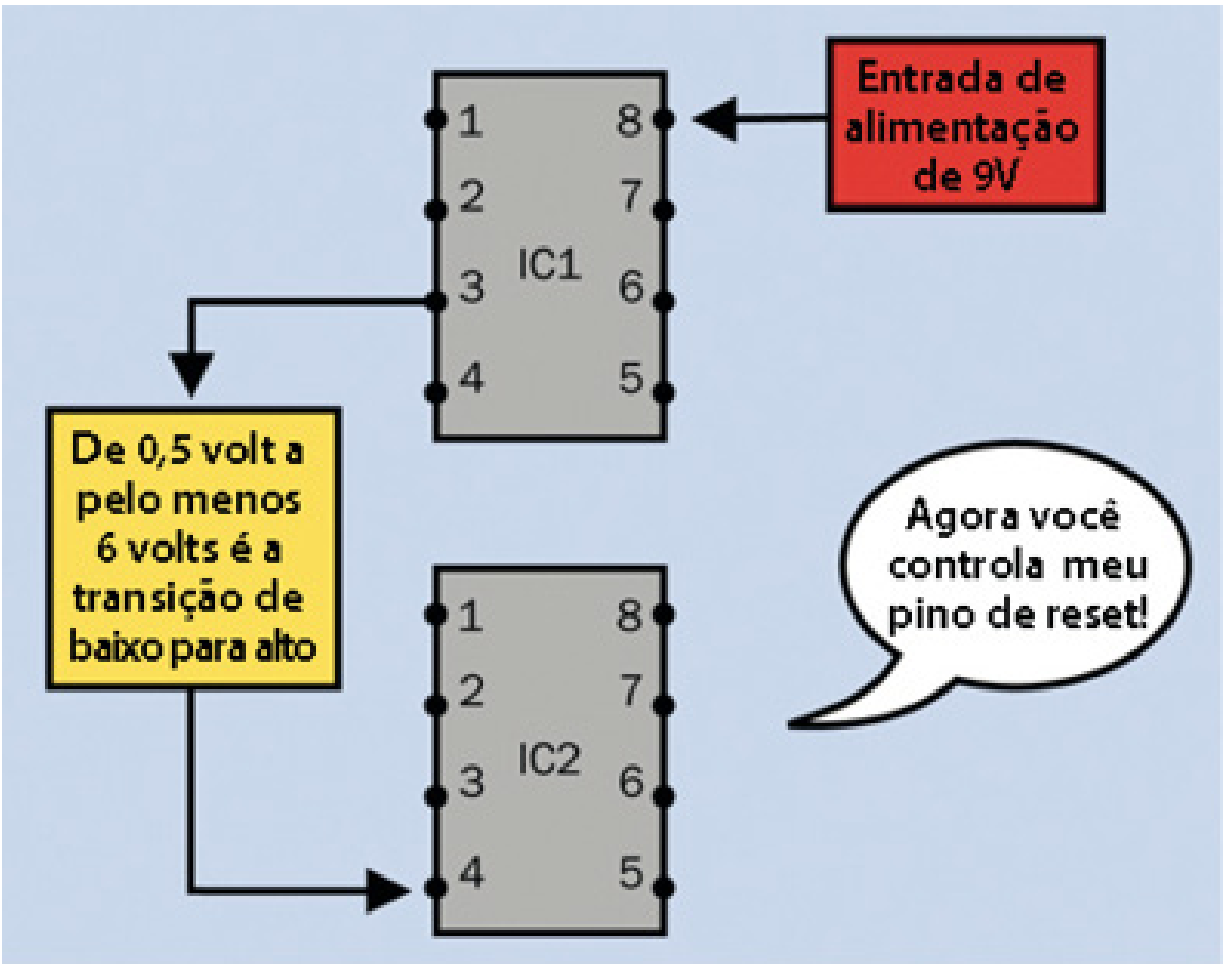 Entrada de
alimentação
de 9V
1 8
2 7
IC1
3 6
4 5
De 0,5 volt a
pelo menos
6 volts é a
transição de
baixo para alto
Agora você
controla meu
pino de reset!
1 8
2 7
IC2
3 6
4 5